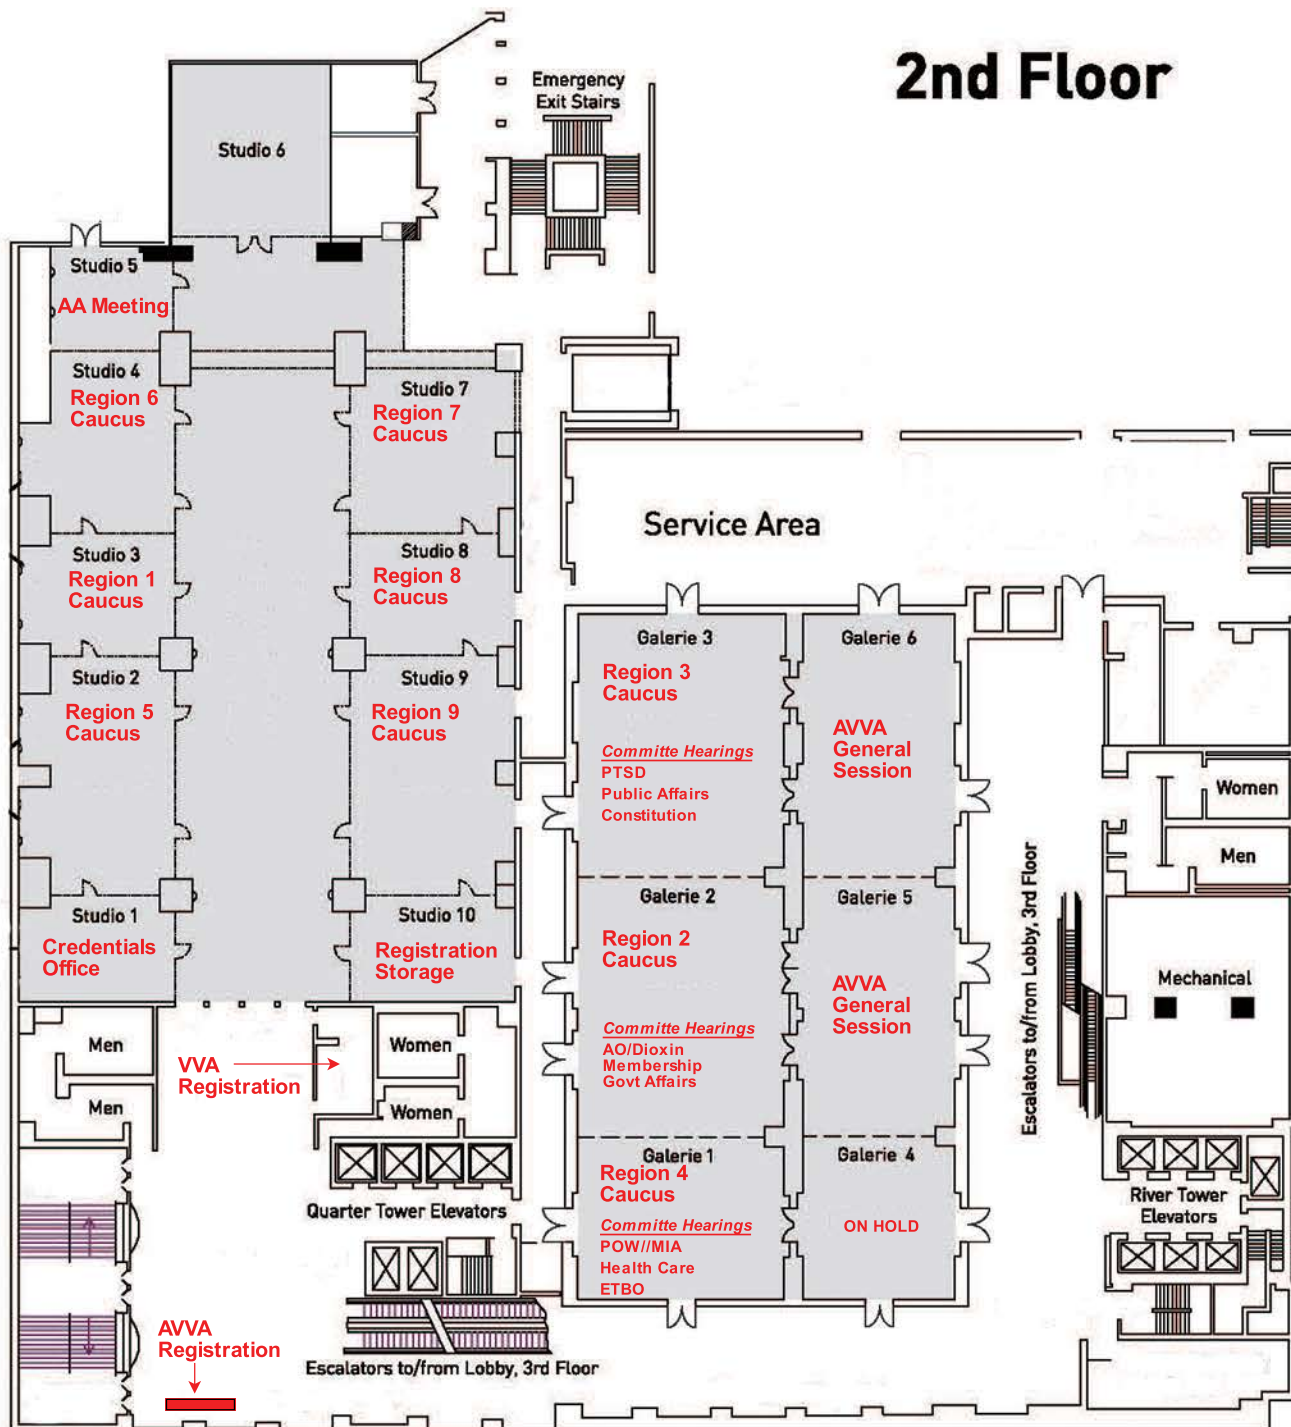 2nd Floor
Emergency
Exit Stairs
Studio 6
Studio 5
AA Meeting
Studio 4
Region 6
Caucus
Studio 7
Region 7
Caucus
Service Area
Studio 3
Region 1
Caucus
Studio 8
Region 8
Caucus
Studio 2
Region 5
Caucus
Studio 9
Region 9
Caucus
Studio 1
Credentials
Office
Studio 10
Registration
Storage
Galerie 3
Region 3
Caucus
Committe Hearings
PTSD
Public Affairs
Constitution
Galerie 6
AVVA
General
Session
Galerie 2
Region 2
Caucus
Committe Hearings
AO/Dioxin
Membership
Govt Affairs
Galerie 5
AVVA
General
Session
Galerie 1
Region 4
Caucus
Committe Hearings
POW//MIA
Health Care
ETBO
Galerie 4
ON HOLD
Women
Men
Escalators to/from Lobby, 3rd Floor
Mechanical
River Tower
Elevators
Men
Men
VVA
Registration
Women
Women
Quarter Tower Elevators
Escalators to/from Lobby, 3rd Floor
AVVA
Registration